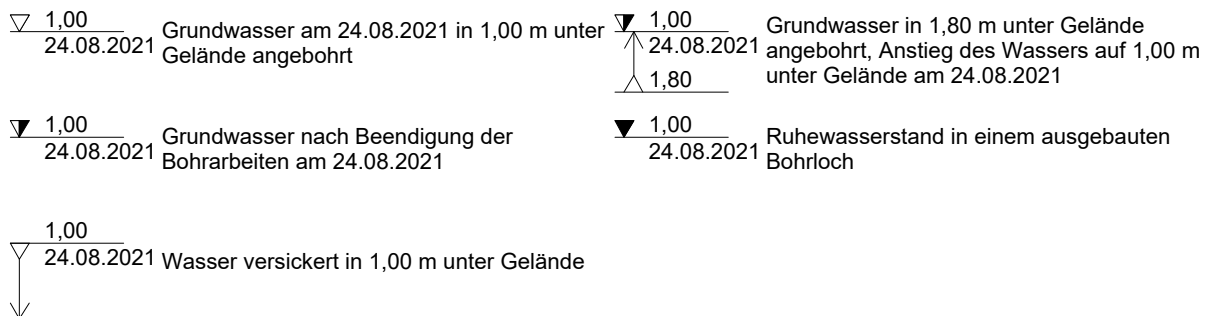 1,00
24.08.2021
Grundwasser am 24.08.2021 in 1,00 m unter
Gelände angebohrt
1,00
24.08.2021
1,80
Grundwasser in 1,80 m unter Gelände
angebohrt, Anstieg des Wassers auf 1,00 m
unter Gelände am 24.08.2021
1,00
24.08.2021
Grundwasser nach Beendigung der
Bohrarbeiten am 24.08.2021
1,00
24.08.2021
Ruhewasserstand in einem ausgebauten
Bohrloch
1,00
24.08.2021
Wasser versickert in 1,00 m unter Gelände